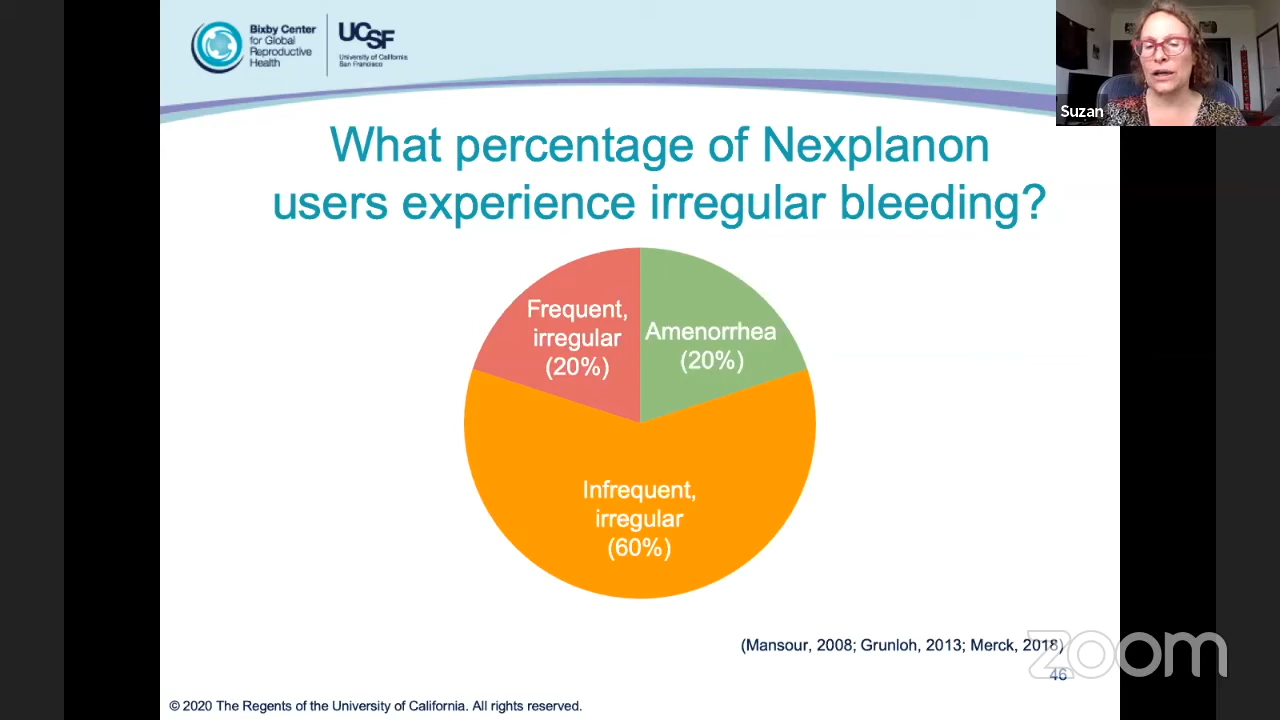 Bixby Center
for Global
Reproductive
Health
UCSF
University of California
San Francisco
Suzan
What percentage of Nexplanon
users experience irregular bleeding?
Frequent,
irregular
(20%)
Amenorrhea
(20%)
Infrequent,
irregular
(60%)
(Mansour, 2008; Grunloh, 2013; Merck, 2018)
zoom
46
© 2020 The Regents of the University of California. All rights reserved.